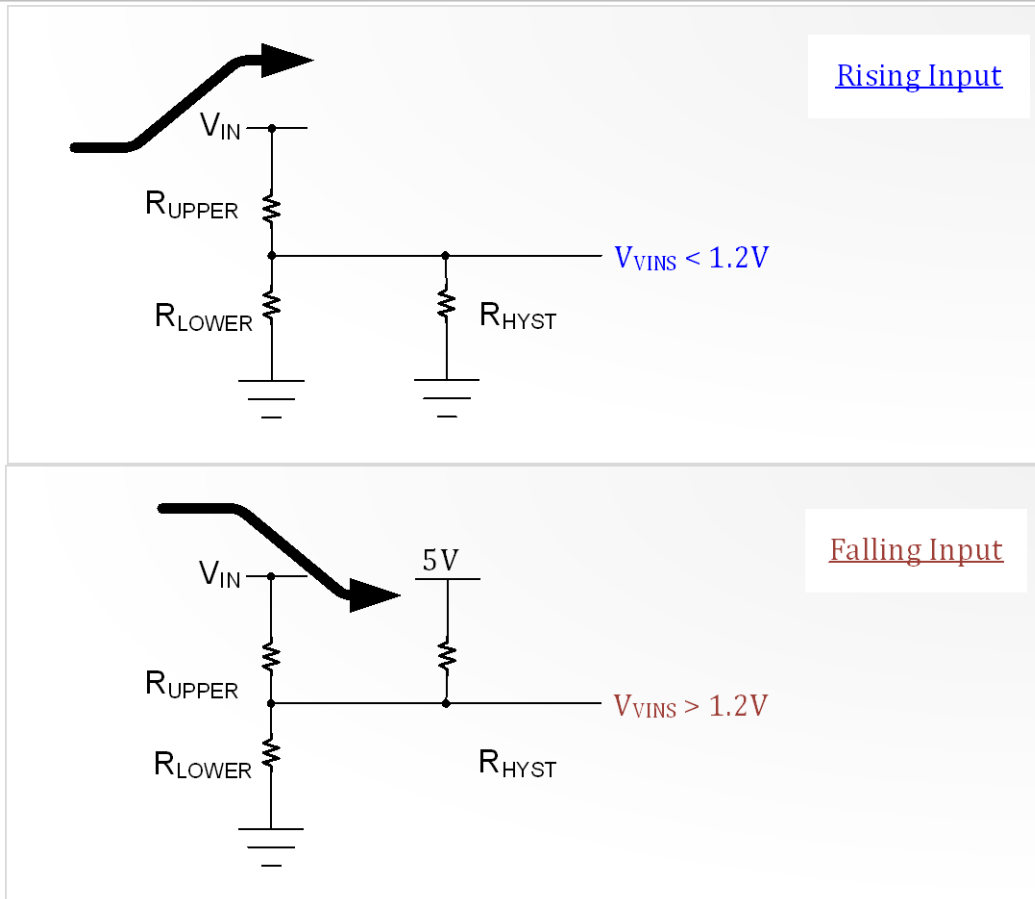 Rising Input
VIN
RUPPER
VVINS < 1.2V
RLOWER
RHYST
Falling Input
5V
VIN
RUPPER
VVINS > 1.2V
RLOWER
RHYST